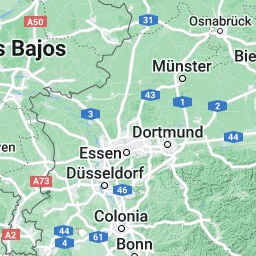 A50
31
Osnabrück
s Bajos
Münster
Bie
3
43
1
2
Dortmund
44
ven
Essen
A73
Düsseldorf
46
A2
44
4
61
Colonia
Bonn